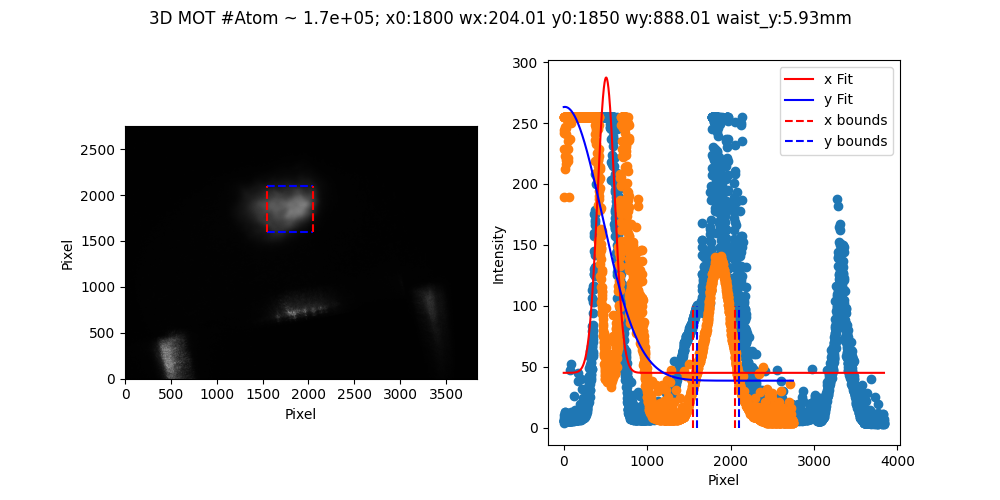 3D MOT #Atom ~ 1.7e+05; x0:1800 wx:204.01 y0:1850 wy:888.01 waist_y:5.93mm
Pixel
2500
2000
1500
1000
500
0
0 500 1000 1500 2000 2500 3000 3500
Pixel
Intensity
300
250
200
150
100
50
0
0 1000 2000 3000 4000
Pixel
x Fit
y Fit
x bounds
y bounds